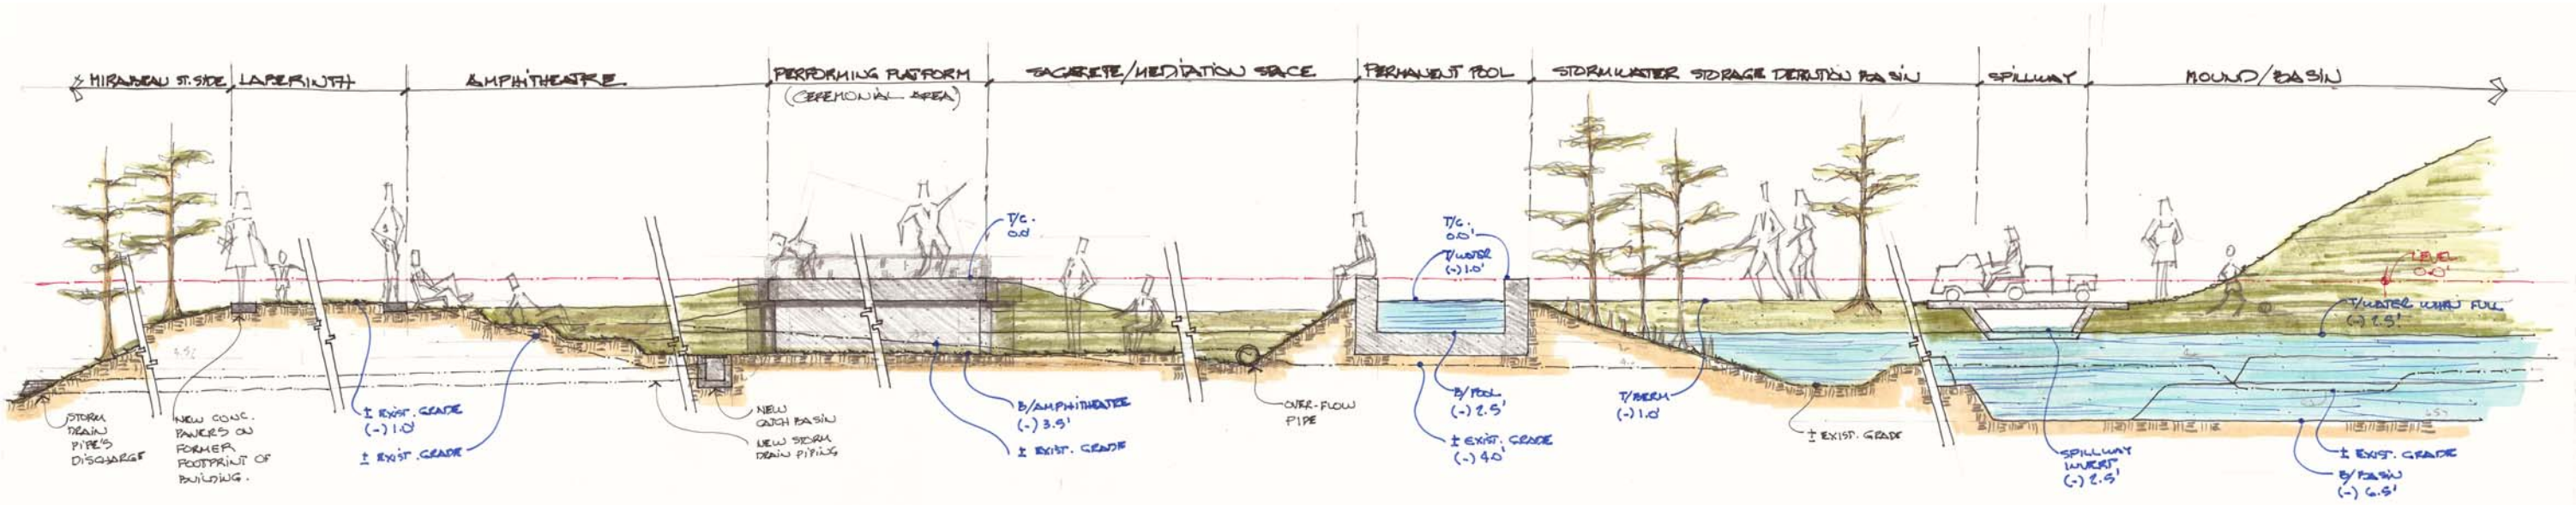 MIRABEAU ST. SIDE
LABERINTH
AMPHITHEATRE
PERFORMING PLATFORM
(CEREMONIAL AREA)
SACARETE/MEDITATION SPACE
PERMANENT POOL
STORMWATER STORAGE DETENTION BASIN
SPILLWAY
MOUND/BASIN
T/C.
0.0'
T/C.
0.0'
T/WATER
(-) 1.0'
LEVEL
0.0'
T/WATER WHEN FULL
(-) 2.5'
STORM
DRAIN
PIPE'S
DISCHARGE
NEW CONC.
PAVERS ON
FORMER
FOOTPRINT OF
BUILDING.
± EXIST. GRADE
(-) 1.0'
± EXIST. GRADE
NEW
CATCH BASIN
NEW STORM
DRAIN PIPING
B/AMPHITHEATRE
(-) 3.5'
± EXIST. GRADE
OVER-FLOW
PIPE
B/POOL
(-) 2.5'
± EXIST. GRADE
(-) 4.0'
T/BERM
(-) 1.0'
± EXIST. GRADE
SPILLWAY
INVERT
(-) 2.5'
± EXIST. GRADE
B/BASIN
(-) 6.5'